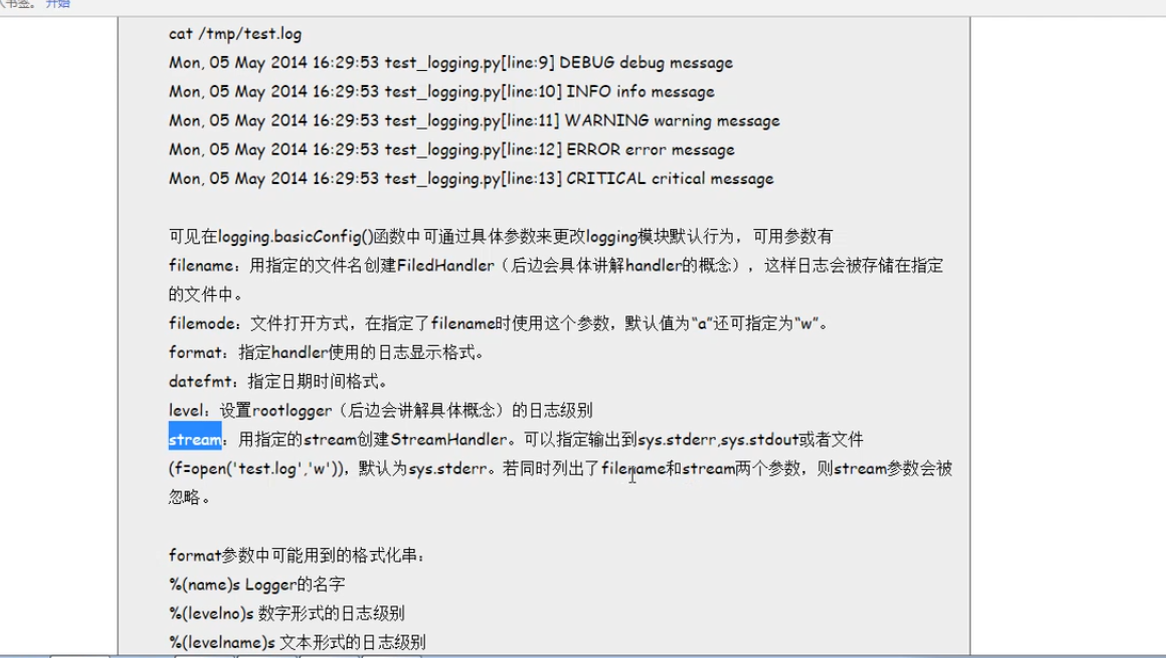 书签。 开始
cat /tmp/test.log
Mon, 05 May 2014 16:29:53 test_logging.py[line:9] DEBUG debug message
Mon, 05 May 2014 16:29:53 test_logging.py[line:10] INFO info message
Mon, 05 May 2014 16:29:53 test_logging.py[line:11] WARNING warning message
Mon, 05 May 2014 16:29:53 test_logging.py[line:12] ERROR error message
Mon, 05 May 2014 16:29:53 test_logging.py[line:13] CRITICAL critical message
可见在logging.basicConfig()函数中可通过具体参数来更改logging模块默认行为，可用参数有
filename：用指定的文件名创建FiledHandler（后边会具体讲解handler的概念），这样日志会被存储在指定
的文件中。
filemode：文件打开方式，在指定了filename时使用这个参数，默认值为“a”还可指定为“w”。
format：指定handler使用的日志显示格式。
datefmt：指定日期时间格式。
level：设置rootlogger（后边会讲解具体概念）的日志级别
stream：用指定的stream创建StreamHandler。可以指定输出到sys.stderr,sys.stdout或者文件
(f=open('test.log','w'))，默认为sys.stderr。若同时列出了filename和stream两个参数，则stream参数会被
忽略。
format参数中可能用到的格式化串：
%(name)s Logger的名字
%(levelno)s 数字形式的日志级别
%(levelname)s 文本形式的日志级别